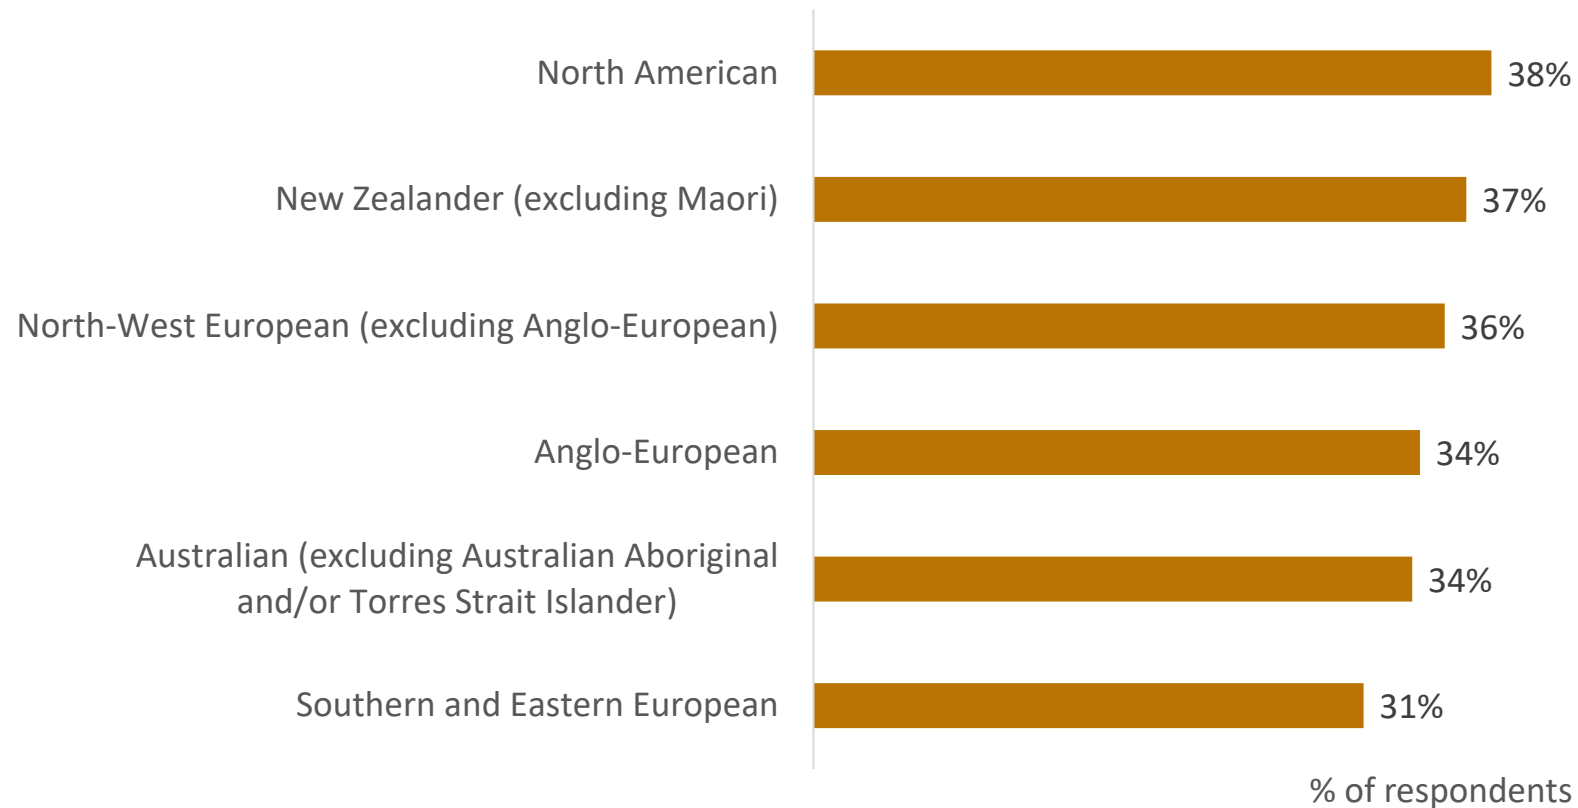 North American
38%
New Zealander (excluding Maori)
37%
North-West European (excluding Anglo-European)
36%
Anglo-European
34%
Australian (excluding Australian Aboriginal
and/or Torres Strait Islander)
34%
Southern and Eastern European
31%
% of respondents